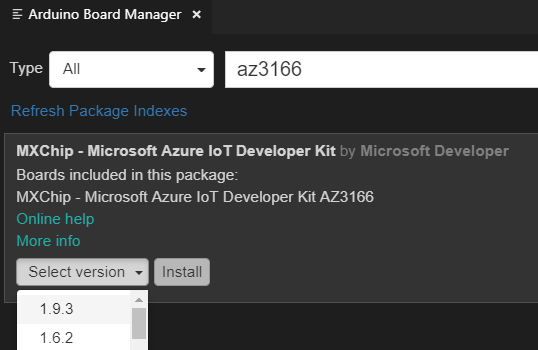 Arduino Board Manager
Type All az3166
Refresh Package Indexes
MXChip - Microsoft Azure IoT Developer Kit by Microsoft Developer
Boards included in this package:
MXChip - Microsoft Azure IoT Developer Kit AZ3166
Online help
More info
Select version Install
1.9.3
1.6.2